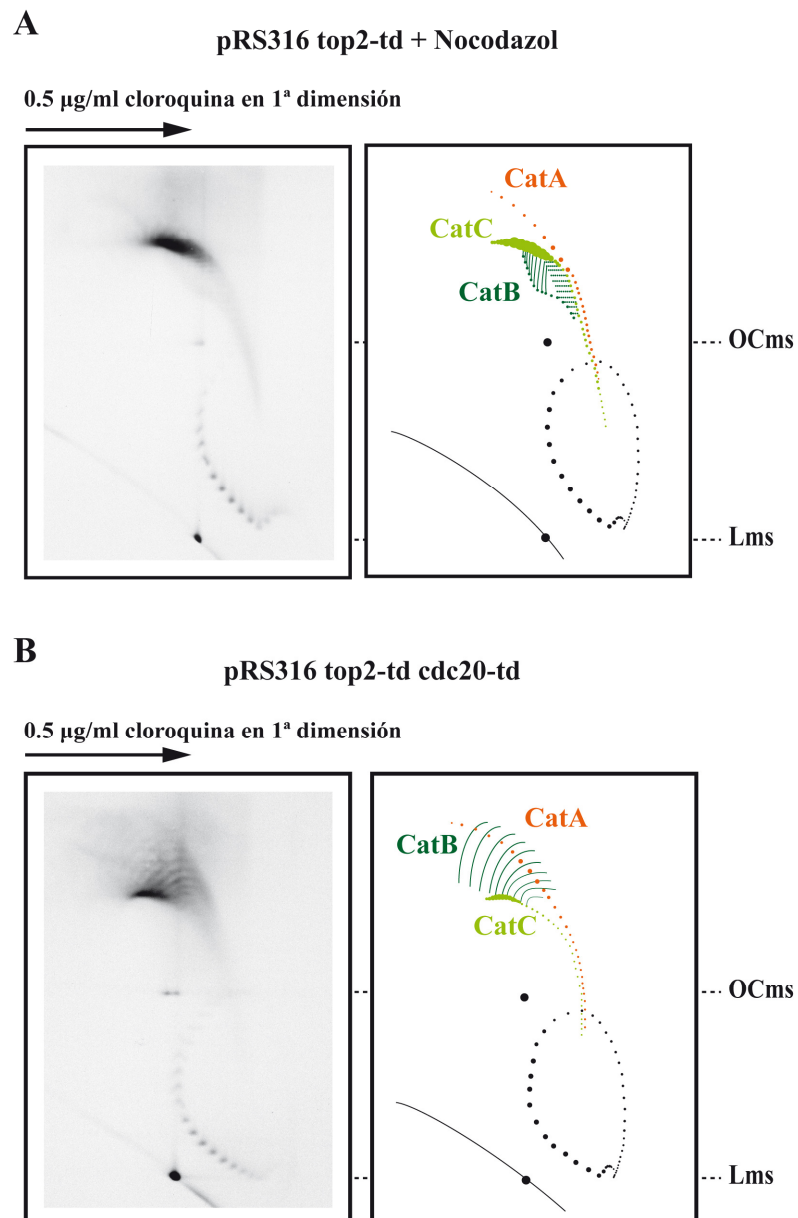 A
pRS316 top2-td + Nocodazol
0.5 µg/ml cloroquina en 1ª dimensión
CatA
CatC
CatB
OCms
Lms
B
pRS316 top2-td cdc20-td
0.5 µg/ml cloroquina en 1ª dimensión
CatA
CatB
CatC
OCms
Lms